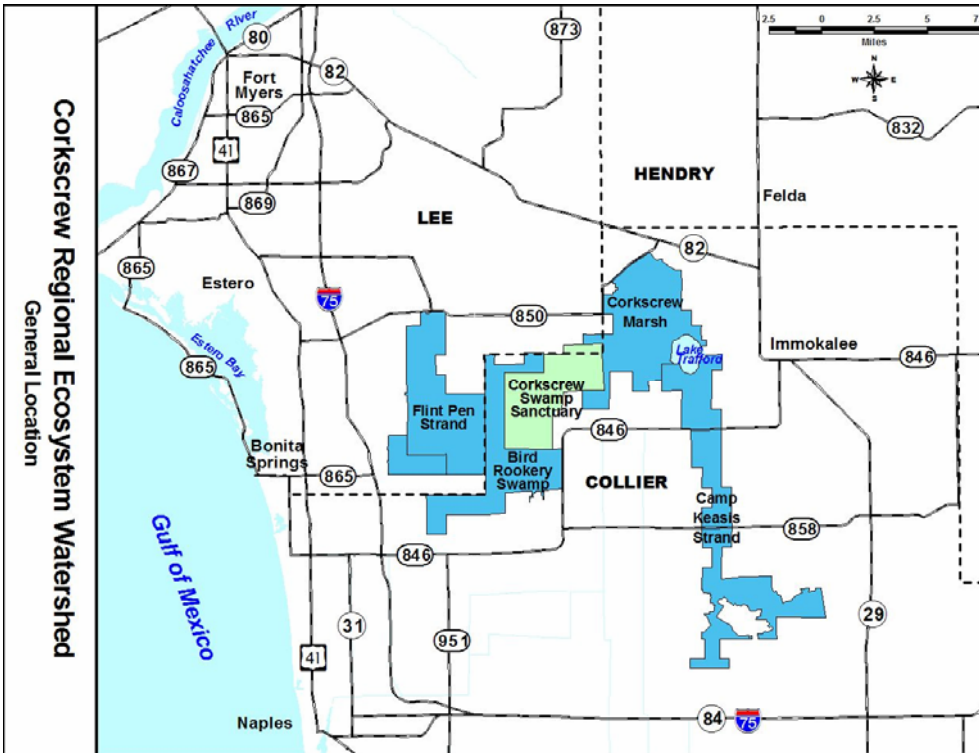 Corkscrew Regional Ecosystem Watershed
General Location
2.5 0 2.5 5
Miles
N
W E
S
Caloosahatchee River
80
873
82
Fort
Myers
865
41
832
867
HENDRY
869
Felda
LEE
82
865
Estero
75
Corkscrew
Marsh
850
Estero Bay
865
Lake
Trafford
Immokalee
846
Corkscrew
Swamp
Sanctuary
Flint Pen
Strand
846
Bonita
Springs
865
Bird
Rookery
Swamp
COLLIER
Camp
Keasis
Strand
858
846
Gulf of Mexico
31
951
29
41
Naples
84
75